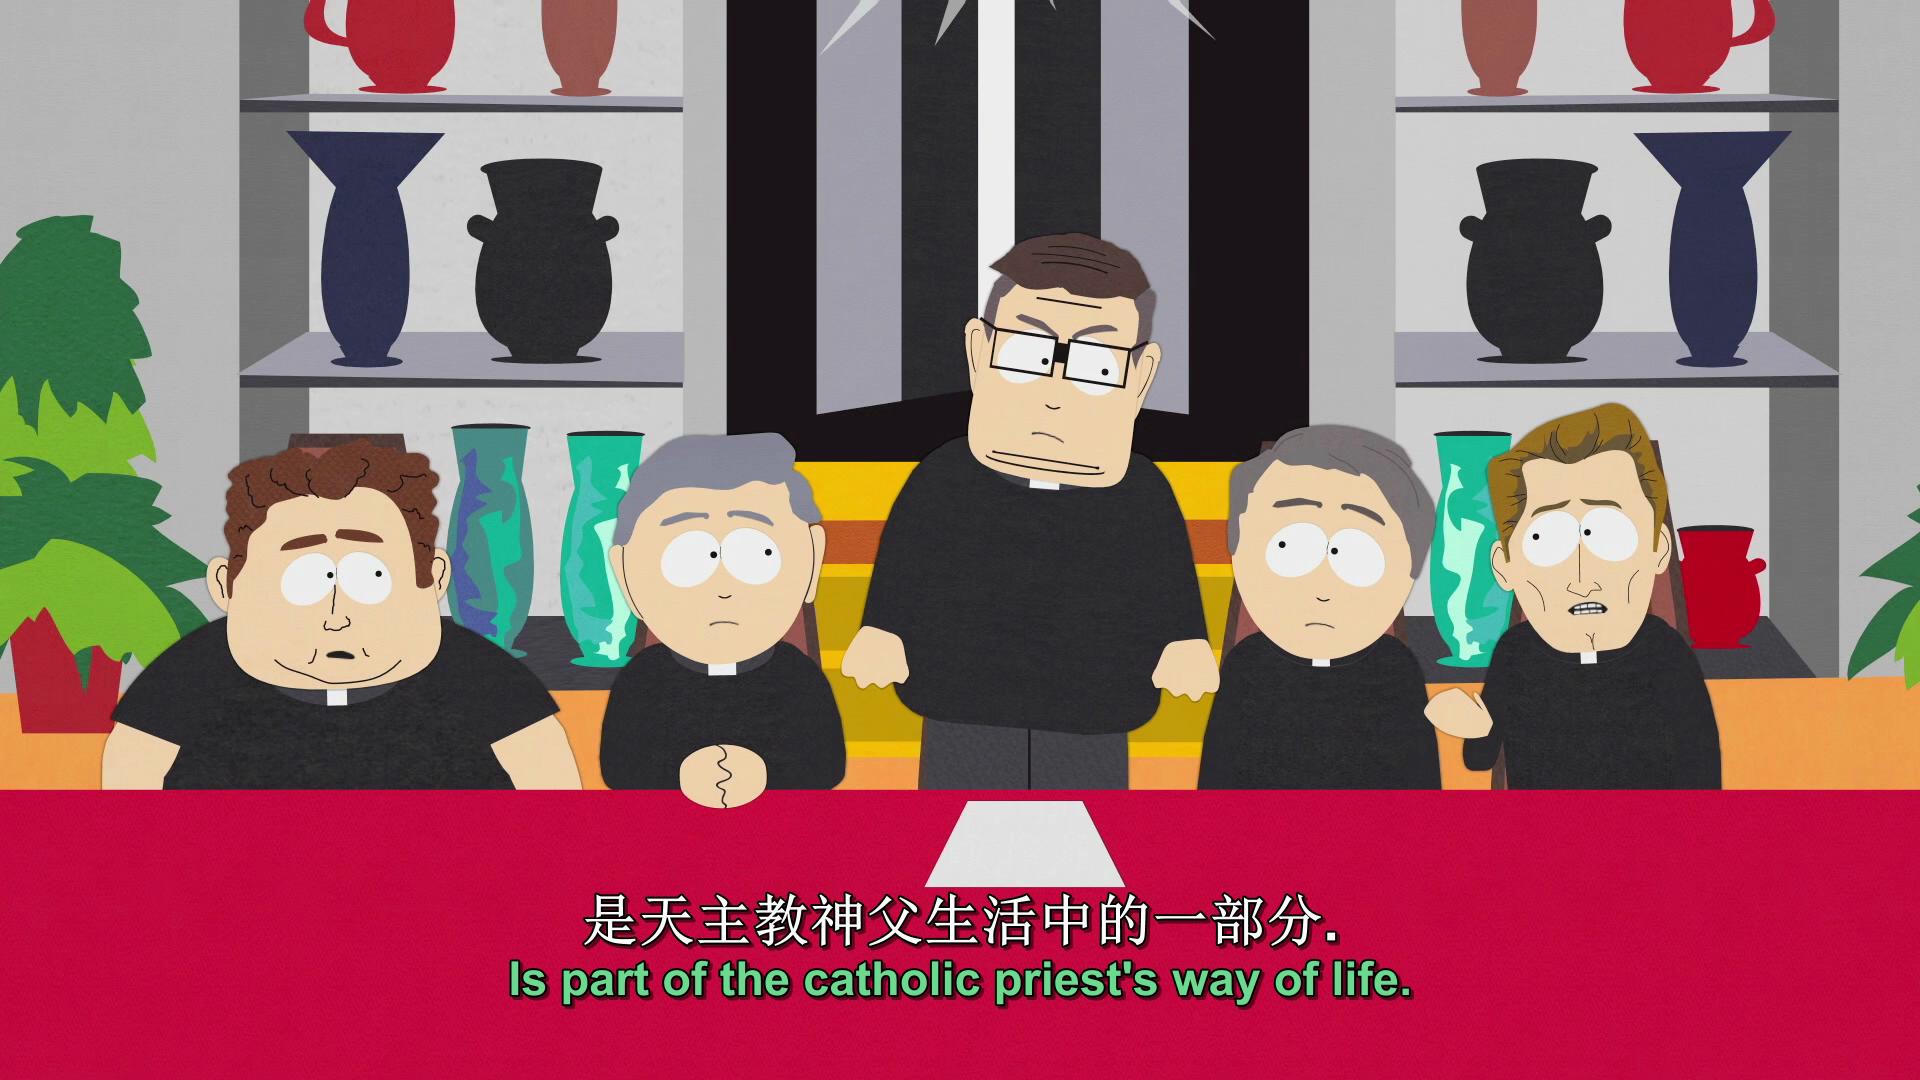 是天主教神父生活中的一部分.
Is part of the catholic priest's way of life.